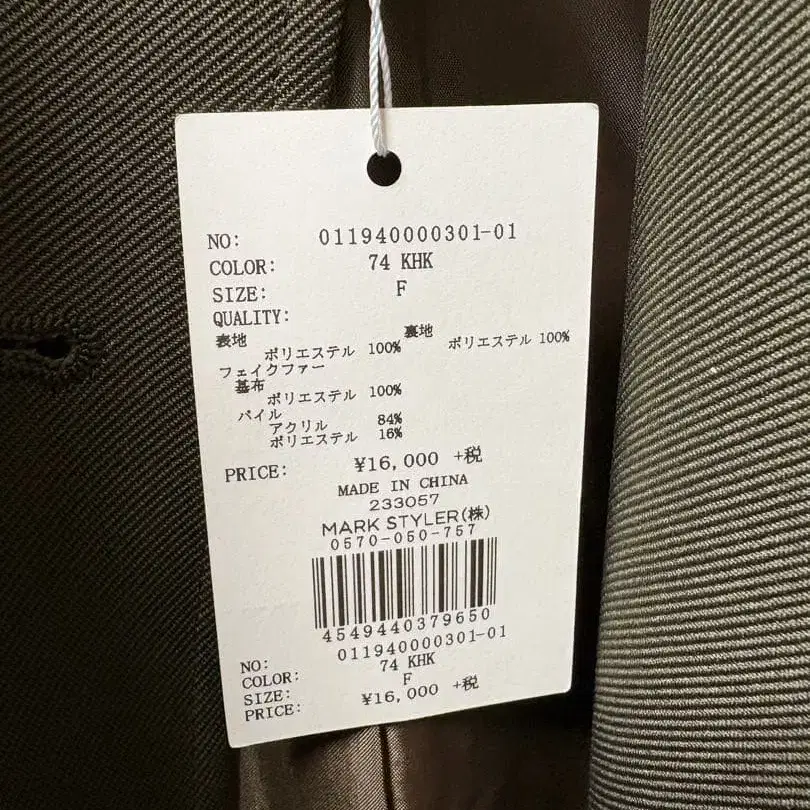 NO: 011940000301-01
COLOR: 74 KHK
SIZE: F
QUALITY:
表地 裏地
ポリエステル 100% ポリエステル 100%
フェイクファー
基布
ポリエステル 100%
パイル
アクリル 84%
ポリエステル 16%
PRICE: ¥16,000 +税
MADE IN CHINA
233057
MARK STYLER(株)
0570-050-757
4549440379650
NO: 011940000301-01
COLOR: 74 KHK
SIZE: F
PRICE: ¥16,000 +税